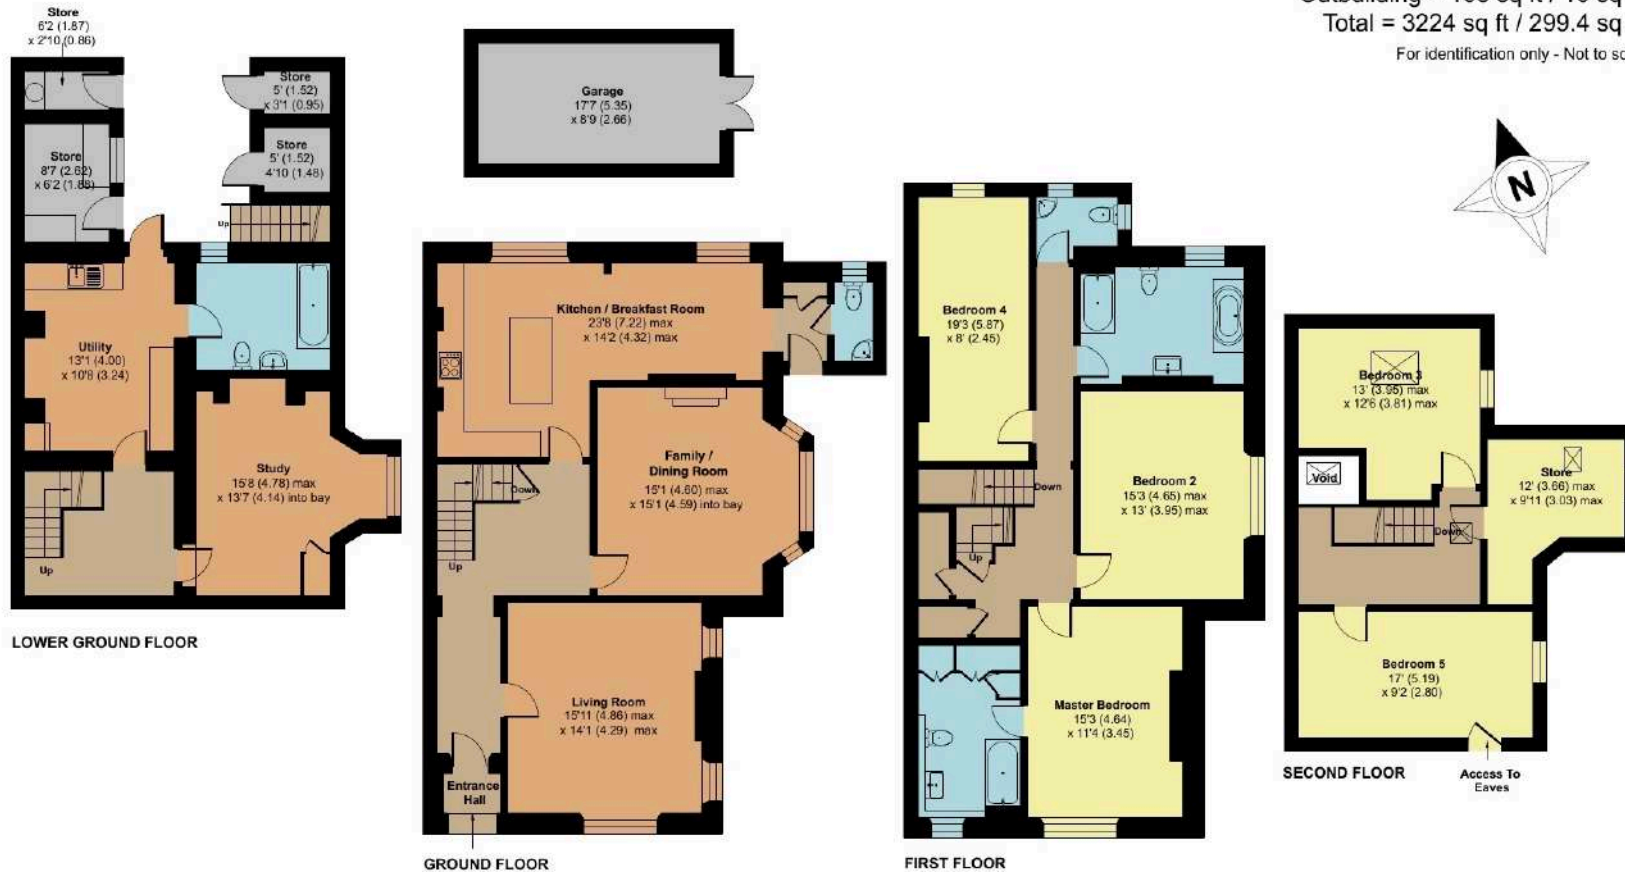 Total = 3224 sq ft / 299.4 sq
For identification only - Not to sc
Store
6'2 (1.87)
x 2'10 (0.86)
Store
5' (1.52)
x 3'1 (0.95)
Store
8'7 (2.62)
x 6'2 (1.88)
Store
5' (1.52)
4'10 (1.48)
Up
Utility
13'1 (4.00)
x 10'8 (3.24)
Study
15'8 (4.78) max
x 13'7 (4.14) into bay
Up
LOWER GROUND FLOOR
Garage
17'7 (5.35)
x 8'9 (2.66)
Kitchen / Breakfast Room
23'8 (7.22) max
x 14'2 (4.32) max
Family /
Dining Room
15'1 (4.60) max
x 15'1 (4.59) into bay
Down
Up
Living Room
15'11 (4.86) max
x 14'1 (4.29) max
Entrance
Hall
GROUND FLOOR
N
Bedroom 4
19'3 (5.87)
x 8' (2.45)
Down
Bedroom 2
15'3 (4.65) max
x 13' (3.95) max
Up
Master Bedroom
15'3 (4.64)
x 11'4 (3.45)
FIRST FLOOR
Bedroom 3
13' (3.95) max
x 12'6 (3.81) max
Void
Store
12' (3.66) max
x 9'11 (3.03) max
Down
Bedroom 5
17' (5.19)
x 9'2 (2.80)
SECOND FLOOR
Access To
Eaves